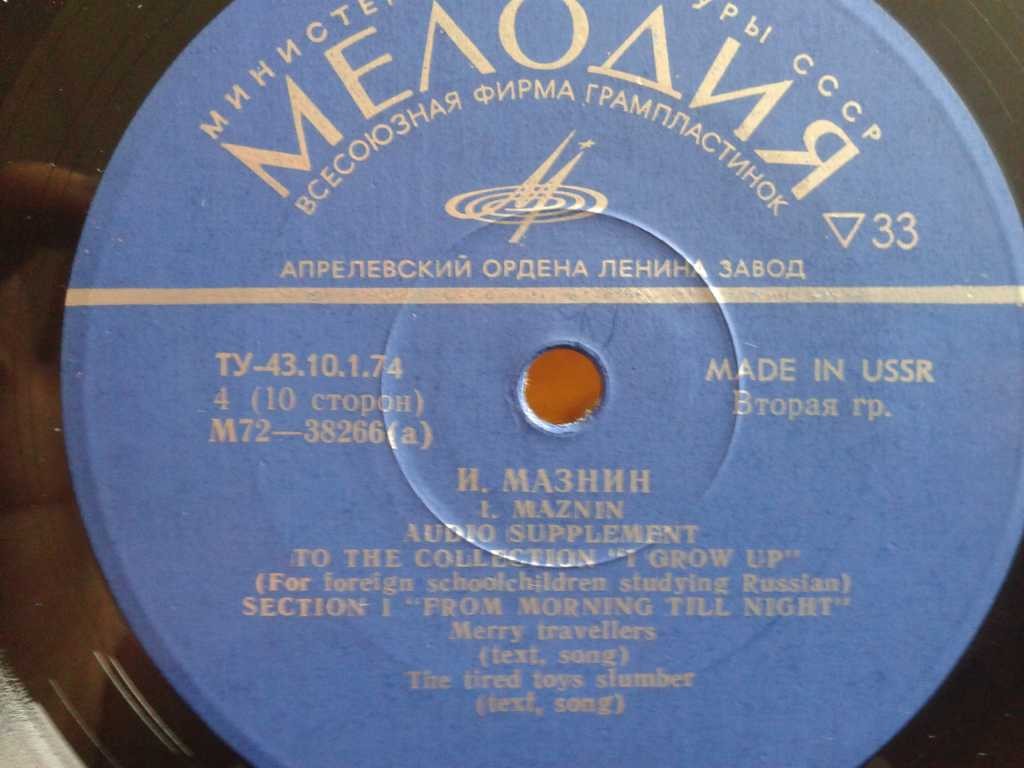 МИНИСТЕР УРЫ СССР
МЕЛОДИЯ
ВСЕСОЮЗНАЯ ФИРМА ГРАМПЛАСТИНОК
33
АПРЕЛЕВСКИЙ ОРДЕНА ЛЕНИНА ЗАВОД
ТУ-43.10.1.74
MADE IN USSR
4 (10 сторон)
Вторая гр.
М72—38266(а)
И. МАЗНИН
I. MAZNIN
AUDIO SUPPLEMENT
TO THE COLLECTION "I GROW UP"
(For foreign schoolchildren studying Russian)
SECTION I "FROM MORNING TILL NIGHT"
Merry travellers
(text, song)
The tired toys slumber
(text, song)